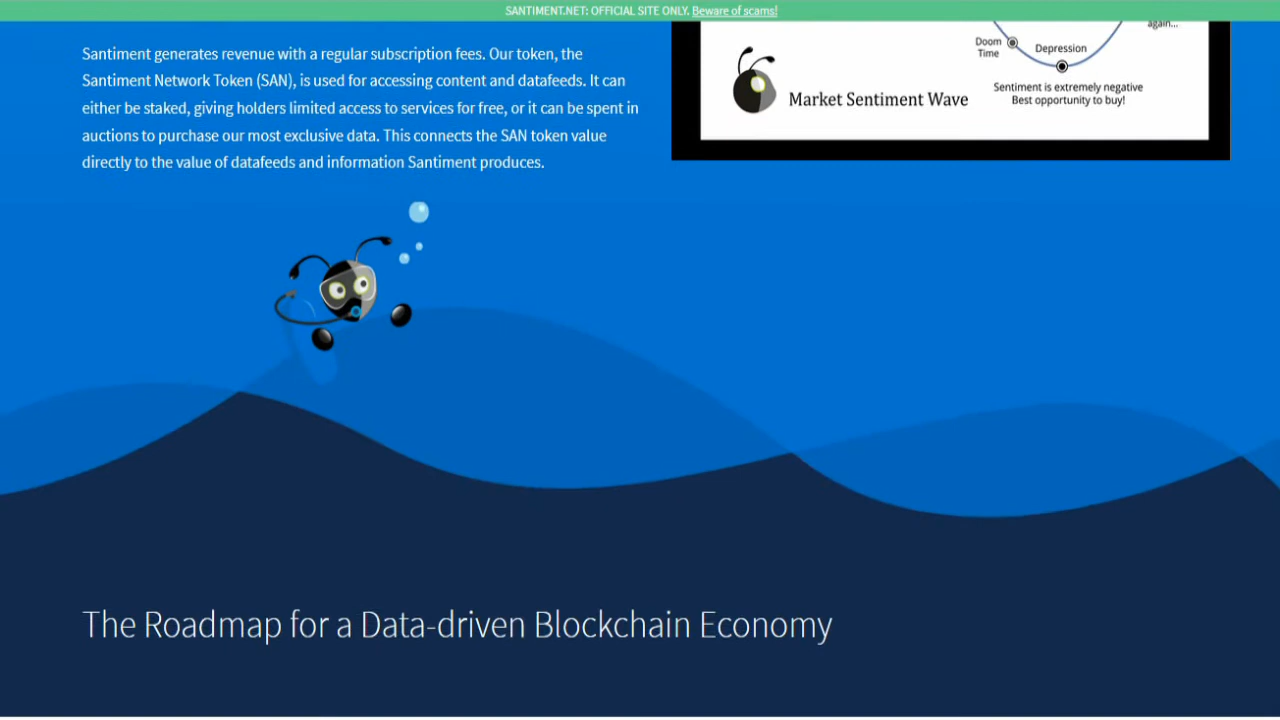 SANTIMENT.NET: OFFICIAL SITE ONLY. Beware of scams!
Santiment generates revenue with a regular subscription fees. Our token, the
Santiment Network Token (SAN), is used for accessing content and datafeeds. It can
either be staked, giving holders limited access to services for free, or it can be spent in
auctions to purchase our most exclusive data. This connects the SAN token value
directly to the value of datafeeds and information Santiment produces.
again...
Doom
Time
Depression
Sentiment is extremely negative
Best opportunity to buy!
Market Sentiment Wave
The Roadmap for a Data-driven Blockchain Economy